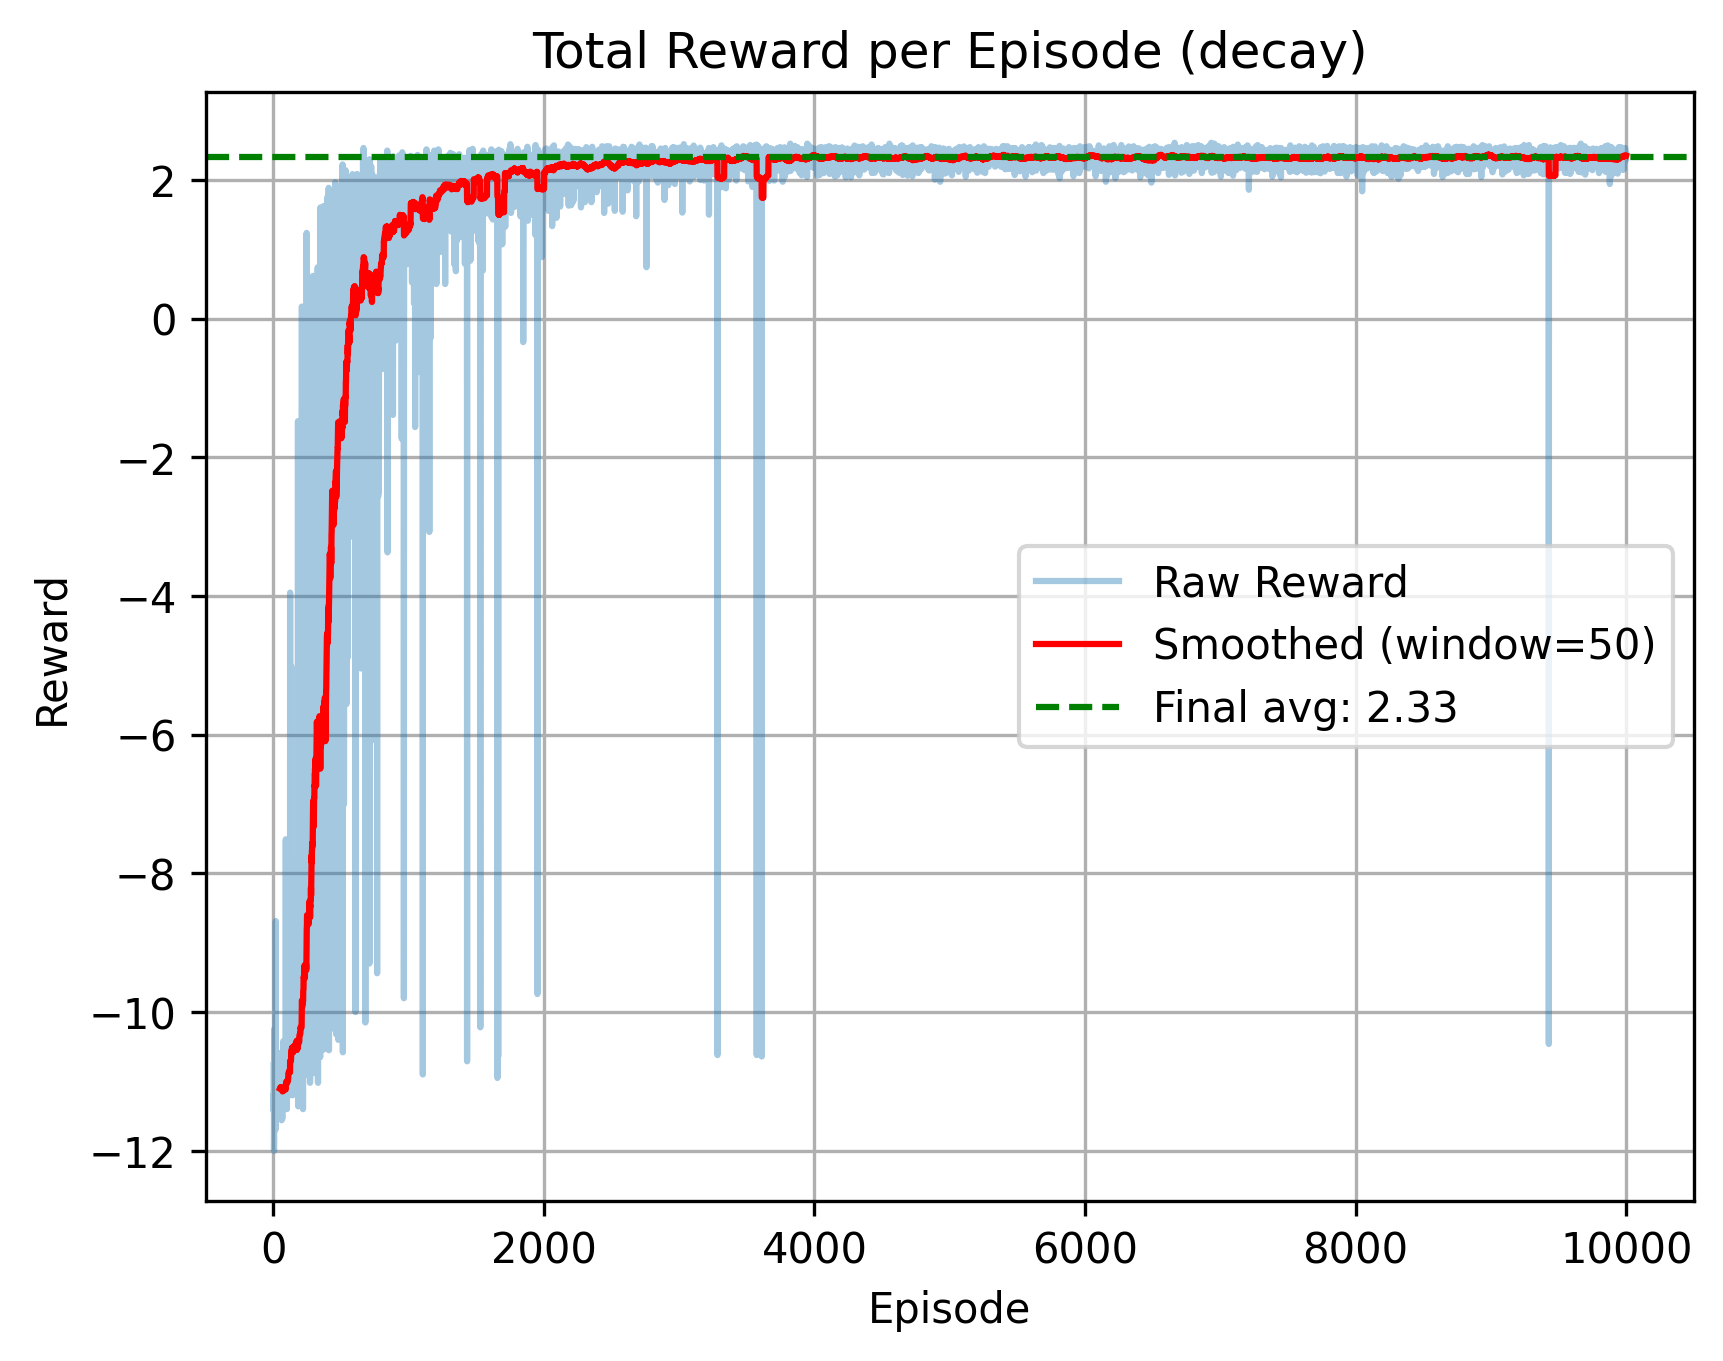 Total Reward per Episode (decay)
Reward
2
0
−2
−4
−6
−8
−10
−12
Raw Reward
Smoothed (window=50)
Final avg: 2.33
0 2000 4000 6000 8000 10000
Episode